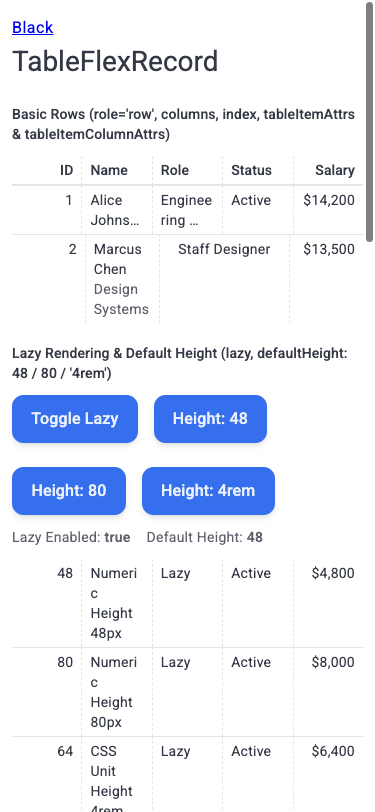 Black
TableFlexRecord
Basic Rows (role='row', columns, index, tableItemAttrs
& tableItemColumnAttrs)
ID Name Role Status Salary
1 Alice Enginee Active $14,200
Johns… ring …
2 Marcus Staff Designer $13,500
Chen
Design
Systems
Lazy Rendering & Default Height (lazy, defaultHeight:
48 / 80 / '4rem')
Toggle Lazy Height: 48
Height: 80 Height: 4rem
Lazy Enabled: true Default Height: 48
48 Numeri Lazy Active $4,800
c
Height
48px
80 Numeri Lazy Active $8,000
c
Height
80px
64 CSS Lazy Active $6,400
Unit
Height
4rem